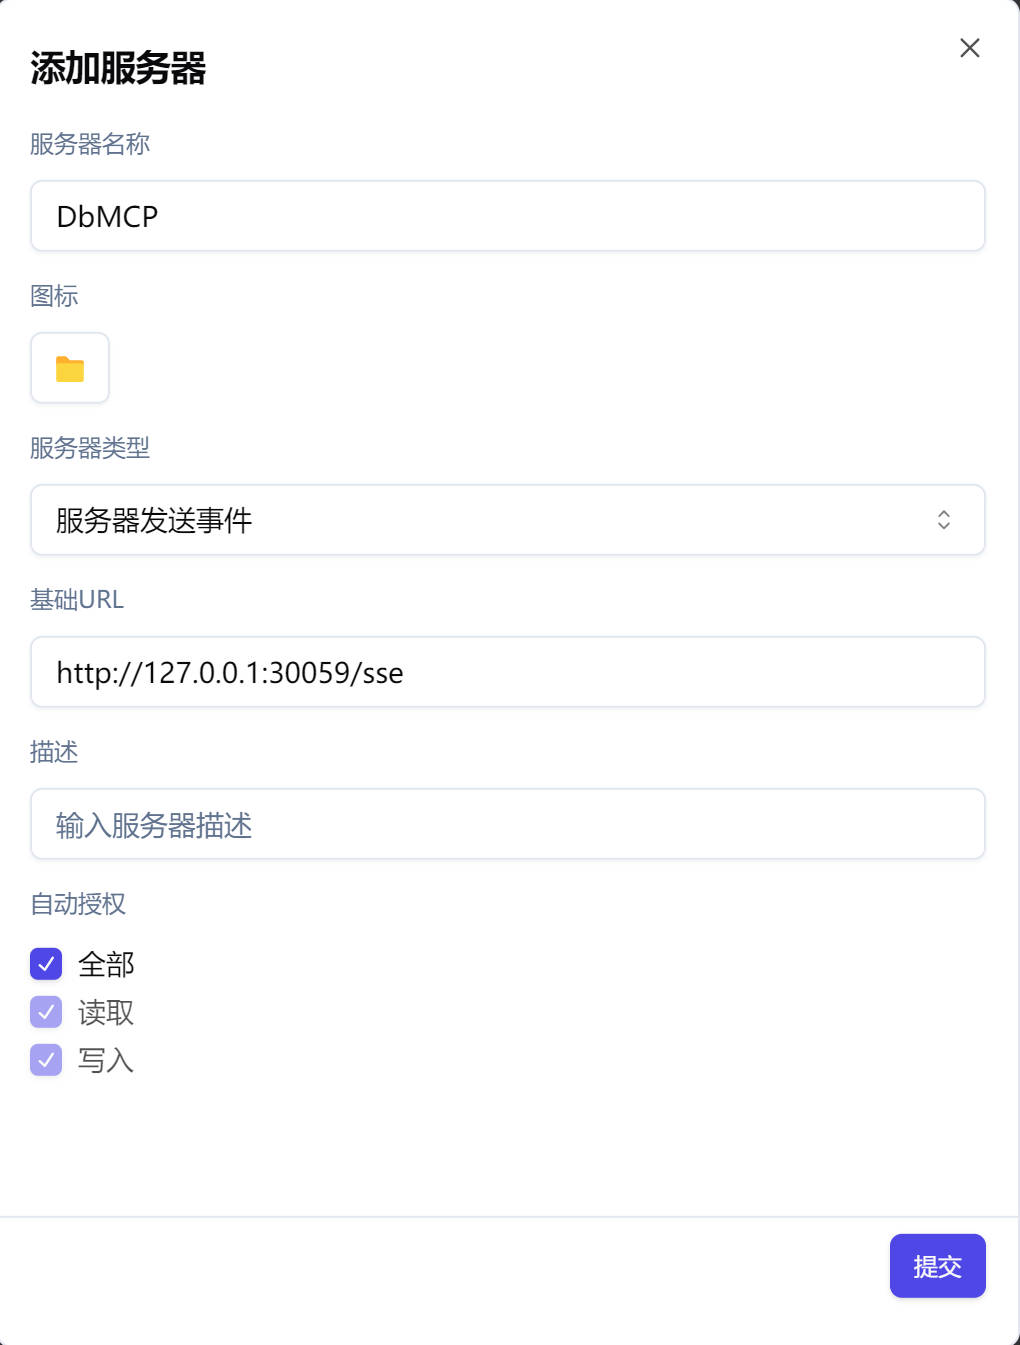 添加服务器
服务器名称
DbMCP
图标
服务器类型
服务器发送事件
基础URL
http://127.0.0.1:30059/sse
描述
输入服务器描述
自动授权
全部
读取
写入
提交